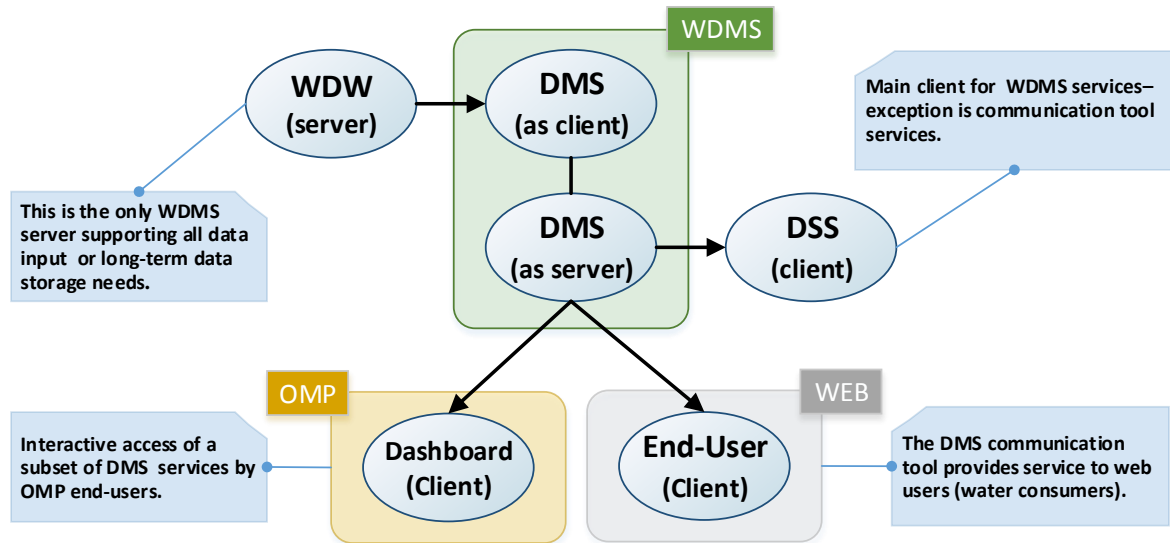 WDMS
WDW
(server)
DMS
(as client)
Main client for WDMS services–
exception is communication tool
services.
This is the only WDMS
server supporting all data
input or long-term data
storage needs.
DMS
(as server)
DSS
(client)
OMP
WEB
Interactive access of a
subset of DMS services by
OMP end-users.
Dashboard
(Client)
End-User
(Client)
The DMS communication
tool provides service to web
users (water consumers).